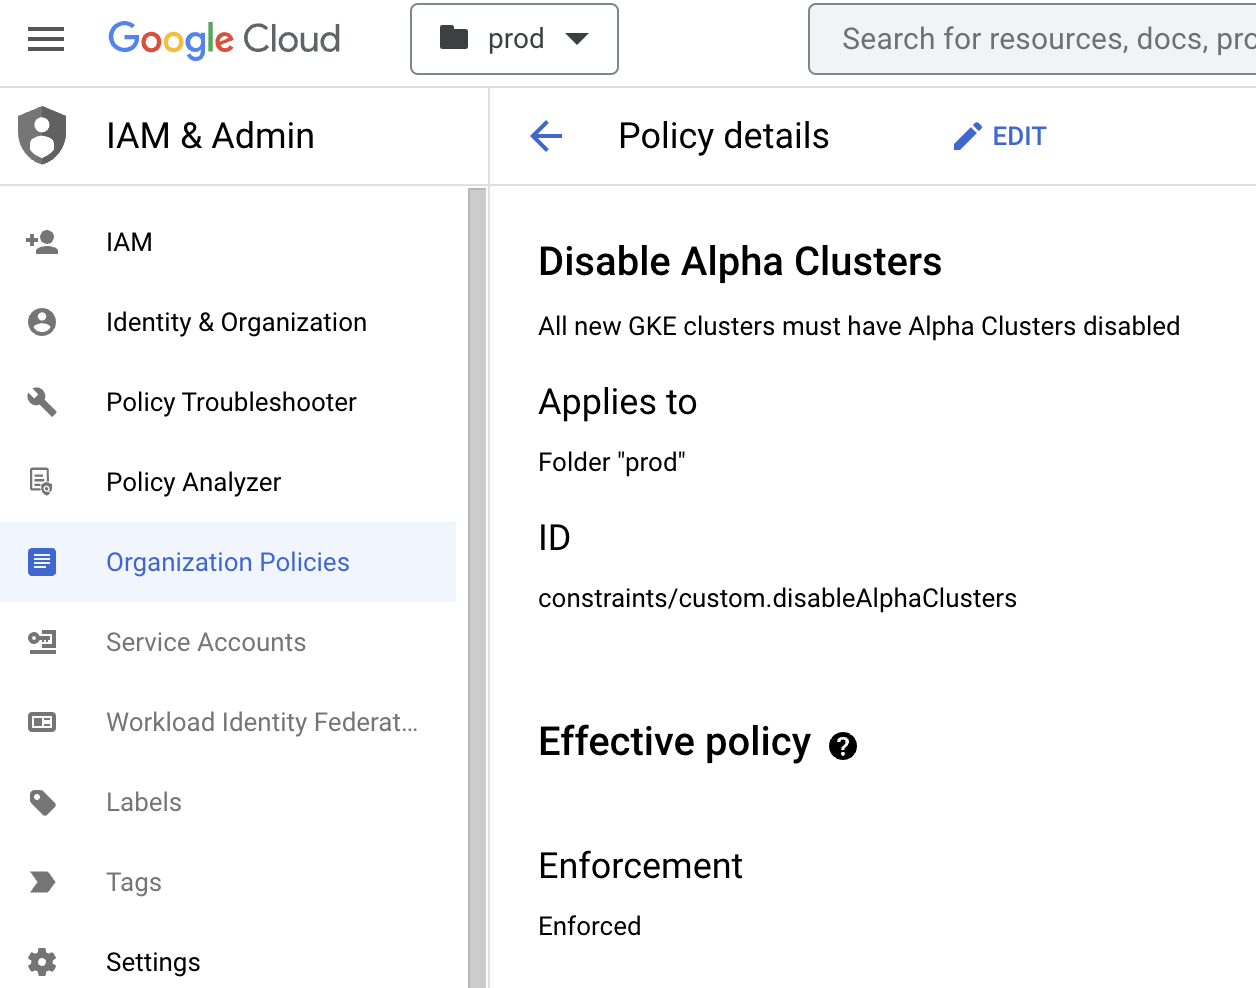 Google Cloud
prod
Search for resources, docs, pro
IAM & Admin
Policy details
EDIT
IAM
Identity & Organization
Policy Troubleshooter
Policy Analyzer
Organization Policies
Service Accounts
Workload Identity Federat...
Labels
Tags
Settings
Disable Alpha Clusters
All new GKE clusters must have Alpha Clusters disabled
Applies to
Folder "prod"
ID
constraints/custom.disableAlphaClusters
Effective policy ?
Enforcement
Enforced